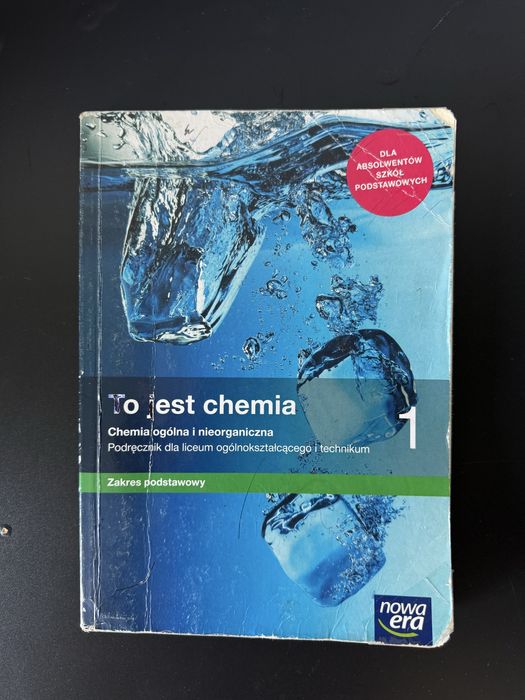 DLA
ABSOLWENTÓW
SZKÓŁ
PODSTAWOWYCH
To jest chemia
1
Chemia ogólna i nieorganiczna
Podręcznik dla liceum ogólnokształcącego i technikum
Zakres podstawowy
nowa
era